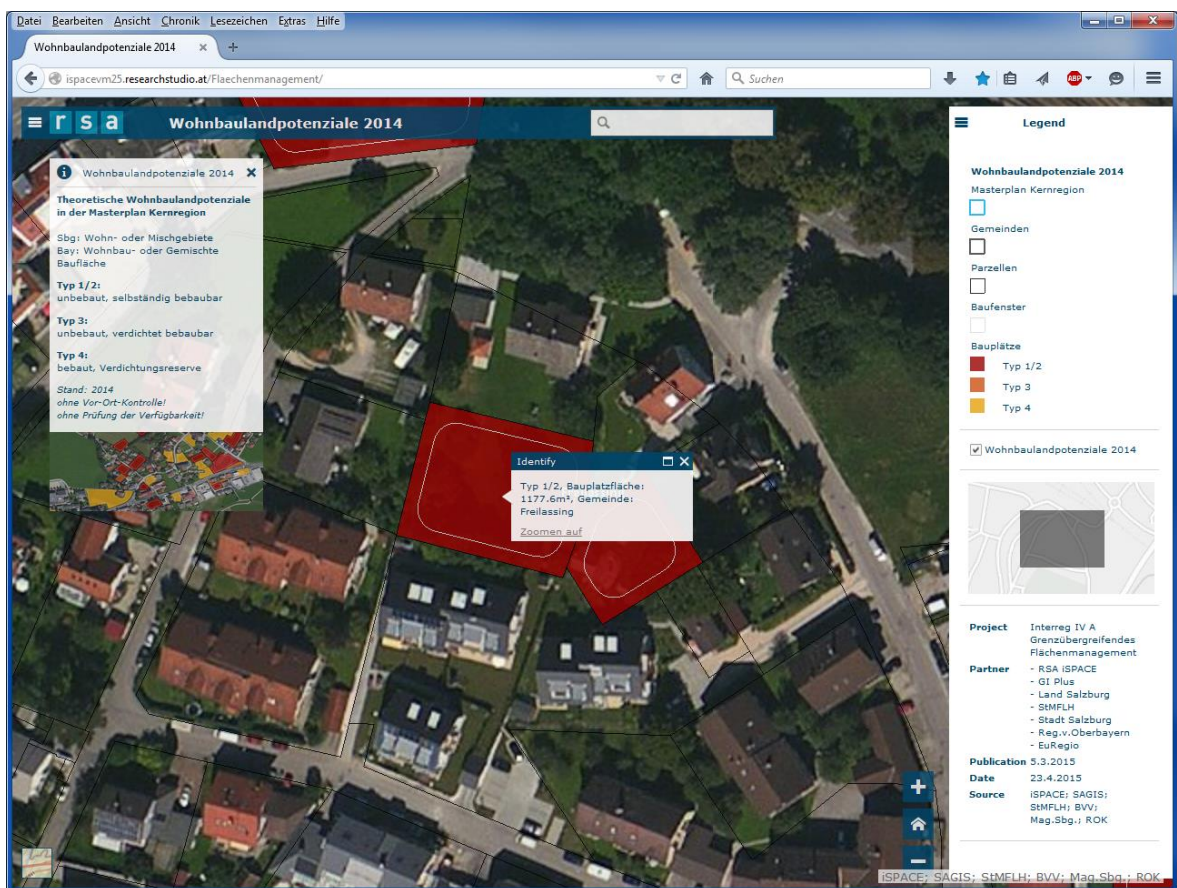 Datei Bearbeiten Ansicht Chronik Lesezeichen Extras Hilfe
Wohnbaulandpotenziale 2014
ispacevm25.researchstudio.at/Flaechenmanagement/
Suchen
ABP
rsa
Wohnbaulandpotenziale 2014
Wohnbaulandpotenziale 2014
Theoretische Wohnbaulandpotenziale
in der Masterplan Kernregion
Sbg: Wohn- oder Mischgebiete
Bay: Wohnbau- oder Gemischte
Baufläche
Typ 1/2:
unbebaut, selbständig bebaubar
Typ 3:
unbebaut, verdichtet bebaubar
Typ 4:
bebaut, Verdichtungsreserve
Stand: 2014
ohne Vor-Ort-Kontrolle!
ohne Prüfung der Verfügbarkeit!
Identify
Typ 1/2, Bauplatzfläche:
1177.6m², Gemeinde:
Freilassing
Zoomen auf
Legend
Wohnbaulandpotenziale 2014
Masterplan Kernregion
Gemeinden
Parzellen
Baufenster
Bauplätze
Typ 1/2
Typ 3
Typ 4
Wohnbaulandpotenziale 2014
Project Interreg IV A
Grenzübergreifendes
Flächenmanagement
Partner - RSA iSPACE
- GI Plus
- Land Salzburg
- StMFLH
- Stadt Salzburg
- Reg.v.Oberbayern
- EuRegio
Publication 5.3.2015
Date 23.4.2015
Source iSPACE; SAGIS;
StMFLH; BVV;
Mag.Sbg.; ROK
iSPACE; SAGIS; StMFLH; BVV; Mag.Sbg.; ROK